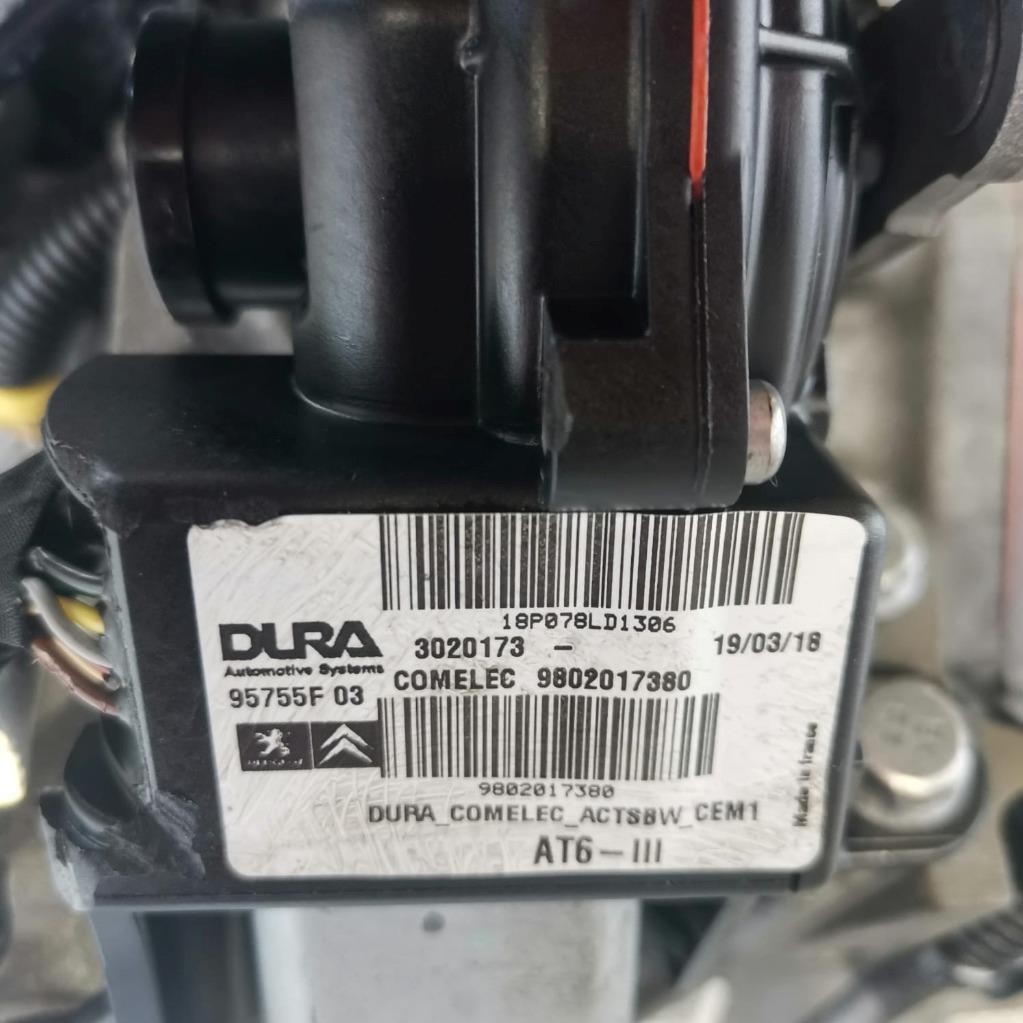 18P078LD1306
DURA
Automotive Systems
3020173 -
19/03/18
95755F 03
COMELEC 9802017380
9802017380
DURA_COMELEC_ACTSBW_CEM1
AT6-III
Made in france